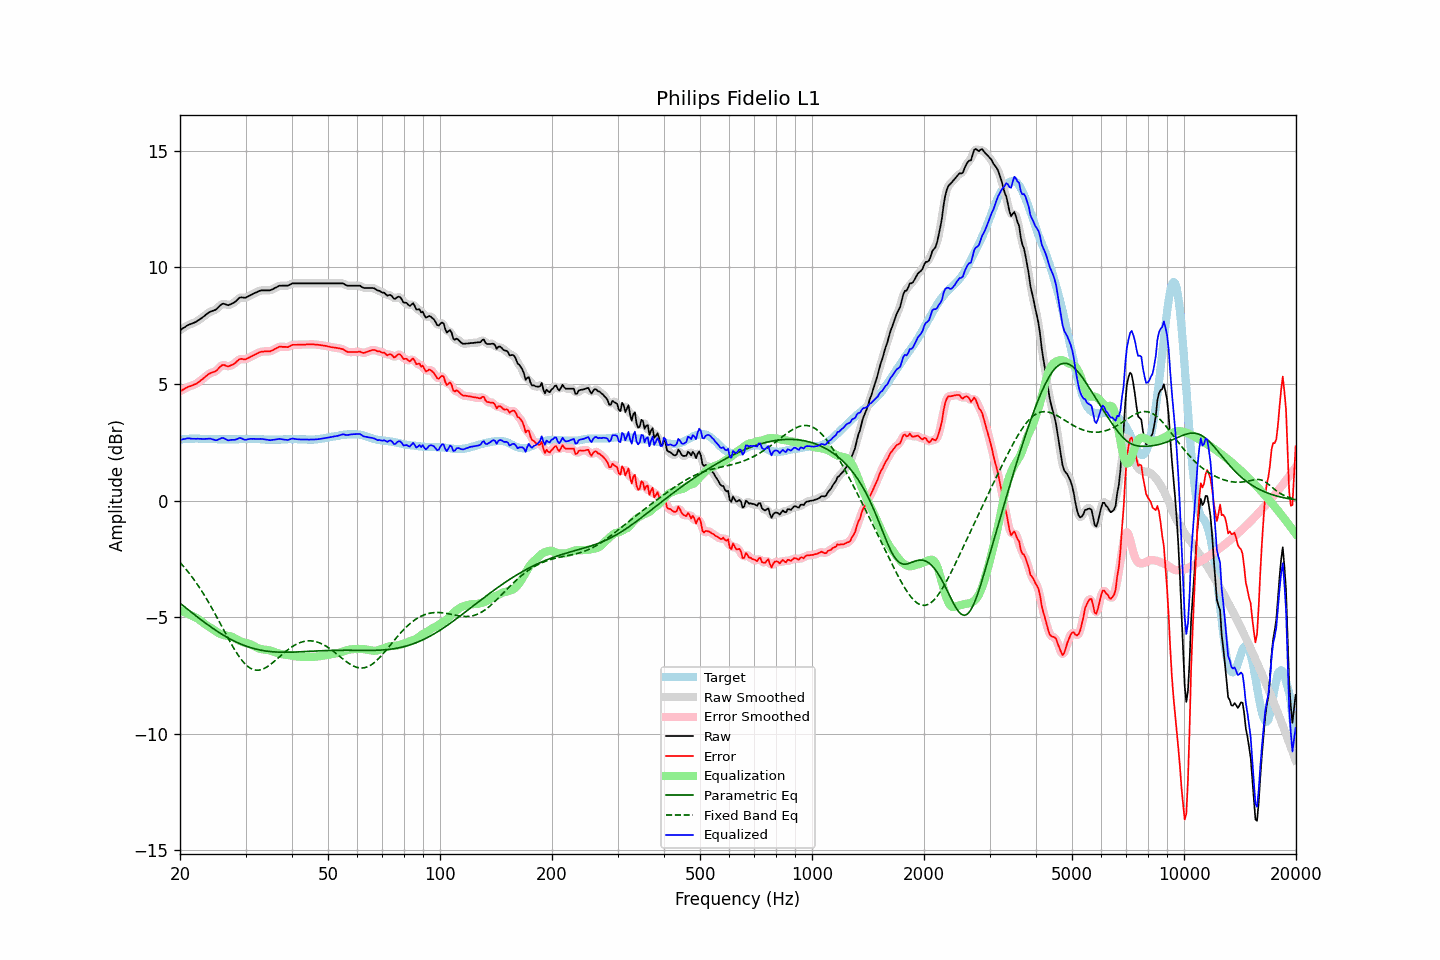 Philips Fidelio L1
Amplitude (dBr)
15
10
5
0
−5
−10
−15
Target
Raw Smoothed
Error Smoothed
Raw
Error
Equalization
Parametric Eq
Fixed Band Eq
Equalized
20
50
100
200
500
1000
2000
5000
10000
20000
Frequency (Hz)